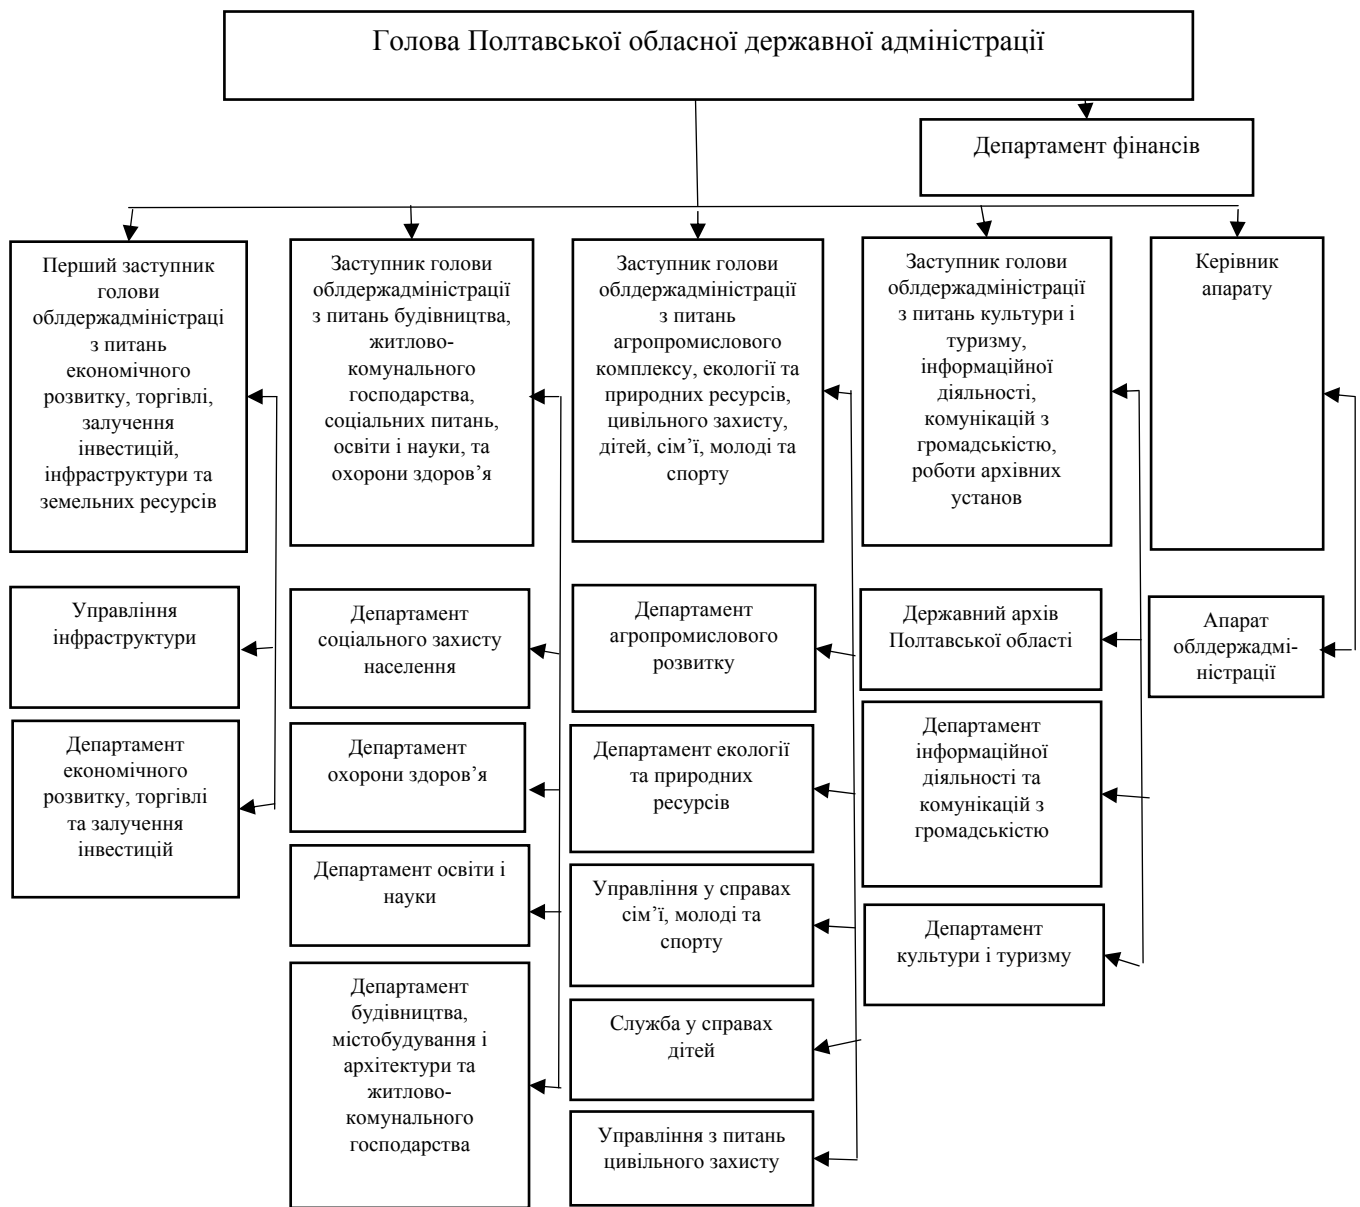 Голова Полтавської обласної державної адміністрації
Департамент фінансів
Перший заступник
голови
облдержадміністраці
з питань
економічного
розвитку, торгівлі,
залучення
інвестицій,
інфраструктури та
земельних ресурсів
Заступник голови
облдержадміністрації
з питань будівництва,
житлово-
комунального
господарства,
соціальних питань,
освіти і науки, та
охорони здоров’я
Заступник голови
облдержадміністрації
з питань
агропромислового
комплексу, екології та
природних ресурсів,
цивільного захисту,
дітей, сім’ї, молоді та
спорту
Заступник голови
облдержадміністрації
з питань культури і
туризму,
інформаційної
діяльності,
комунікацій з
громадськістю,
роботи архівних
установ
Керівник
апарату
Управління
інфраструктури
Департамент
економічного
розвитку, торгівлі
та залучення
інвестицій
Департамент
соціального захисту
населення
Департамент
охорони здоров’я
Департамент освіти і
науки
Департамент
будівництва,
містобудування і
архітектури та
житлово-
комунального
господарства
Департамент
агропромислового
розвитку
Департамент екології
та природних
ресурсів
Управління у справах
сім’ї, молоді та
спорту
Служба у справах
дітей
Управління з питань
цивільного захисту
Державний архів
Полтавської області
Департамент
інформаційної
діяльності та
комунікацій з
громадськістю
Департамент
культури і туризму
Апарат
облдержадмі-
ністрації